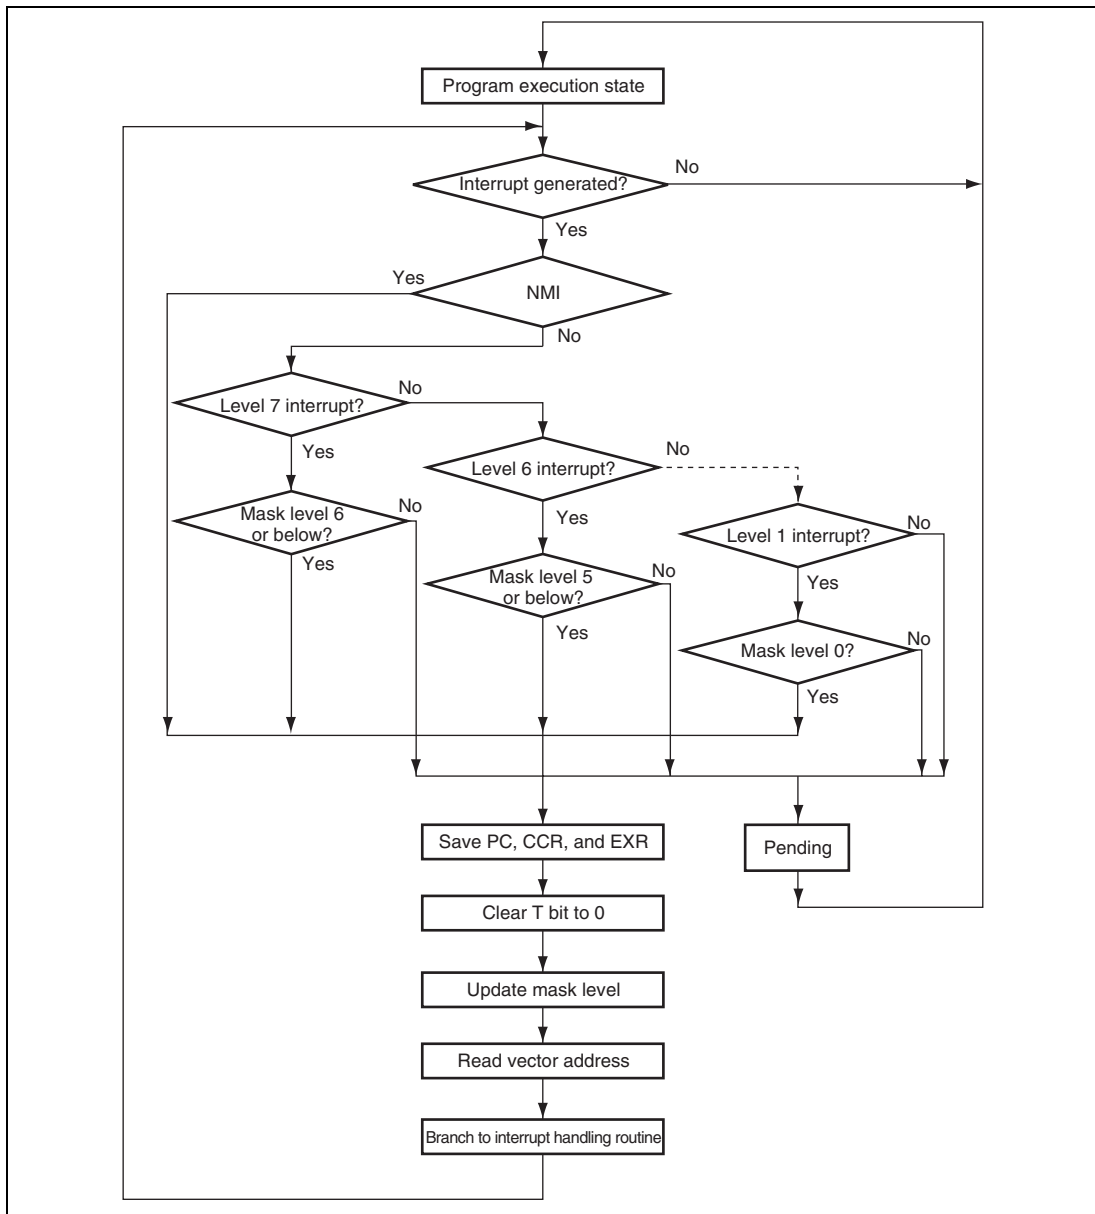 Program execution state
Interrupt generated?
No
Yes
Yes
NMI
No
Level 7 interrupt?
No
Yes
Level 6 interrupt?
No
Mask level 6
or below?
No
Yes
Yes
Level 1 interrupt?
No
Mask level 5
or below?
No
Yes
Yes
Mask level 0?
No
Yes
Save PC, CCR, and EXR
Pending
Clear T bit to 0
Update mask level
Read vector address
Branch to interrupt handling routine